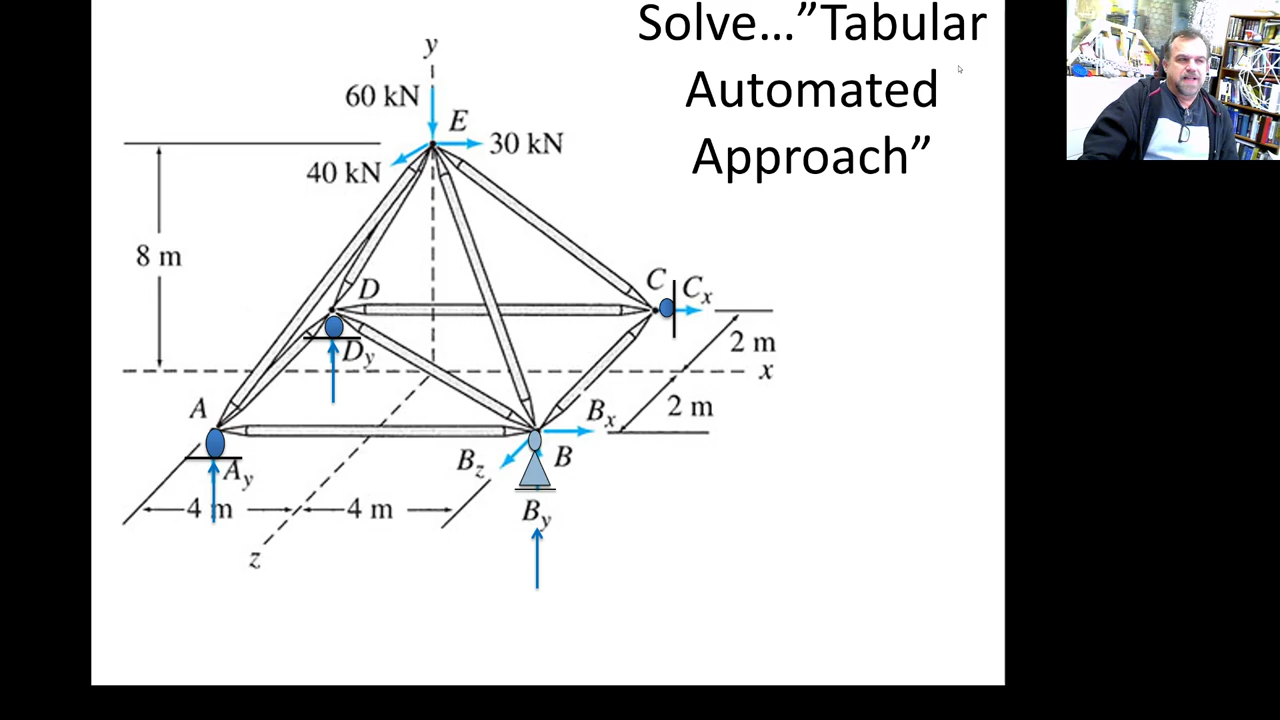 Solve...”Tabular
Automated
Approach”
y
60 kN
E
30 kN
40 kN
8 m
D
C
Cx
Dy
2 m
x
A
Bx
2 m
Bz
B
Ay
4 m
4 m
By
z